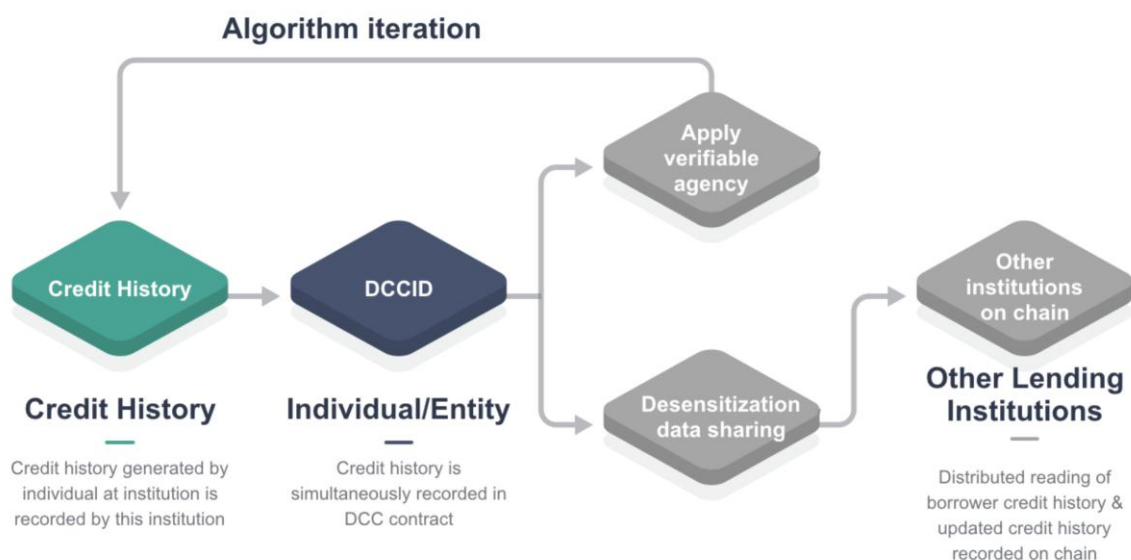 Algorithm iteration
Apply
verifiable
agency
Credit History
DCCID
Other
institutions
on chain
Desensitization
data sharing
Credit History
Credit history generated by
individual at institution is
recorded by this institution
Individual/Entity
Credit history is
simultaneously recorded in
DCC contract
Other Lending
Institutions
Distributed reading of
borrower credit history &
updated credit history
recorded on chain